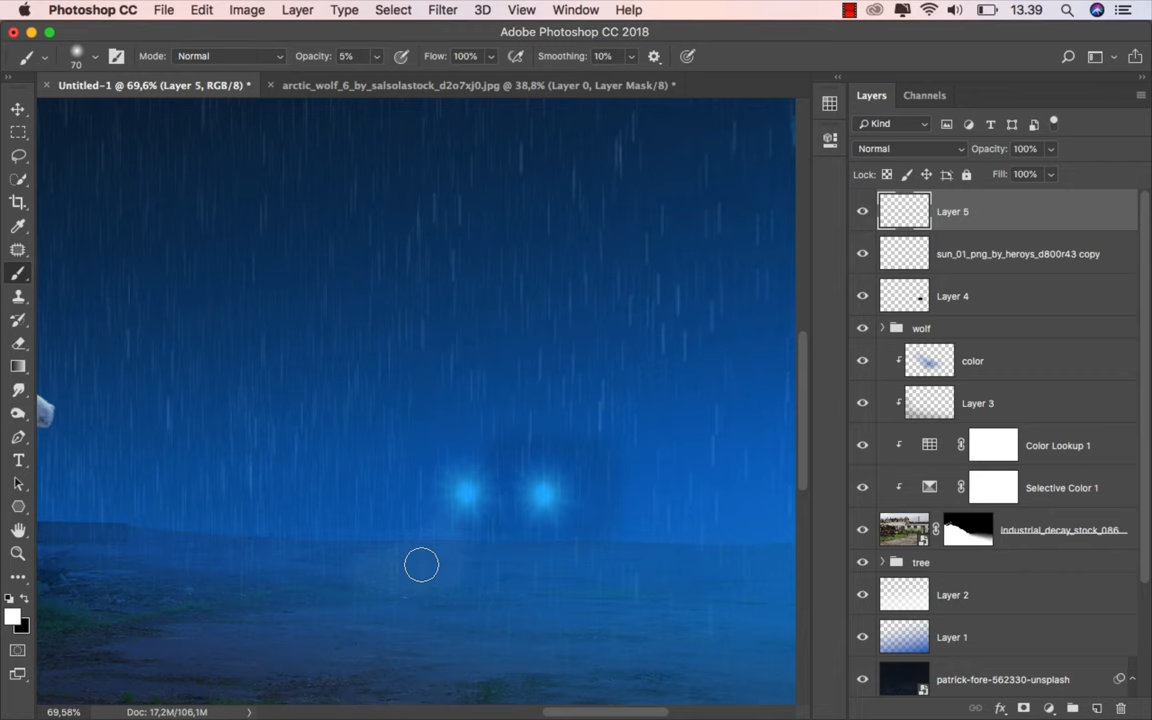 Photoshop CC File Edit Image Layer Type Select Filter 3D View Window Help 13.39
Adobe Photoshop CC 2018
70 Mode: Normal Opacity: 5% Flow: 100% Smoothing: 10%
Untitled-1 @ 69,6% (Layer 5, RGB/8) * arctic_wolf_6_by_salsolastock_d2o7xj0.jpg @ 38,8% (Layer 0, Layer Mask/8) *
Layers Channels
Kind
Normal Opacity: 100%
Lock: Fill: 100%
Layer 5
sun_01_png_by_heroys_d800r43 copy
Layer 4
wolf
color
Layer 3
Color Lookup 1
Selective Color 1
industrial_decay_stock_086...
tree
Layer 2
Layer 1
patrick-fore-562330-unsplash
69,58% Doc: 17,2M/106,1M